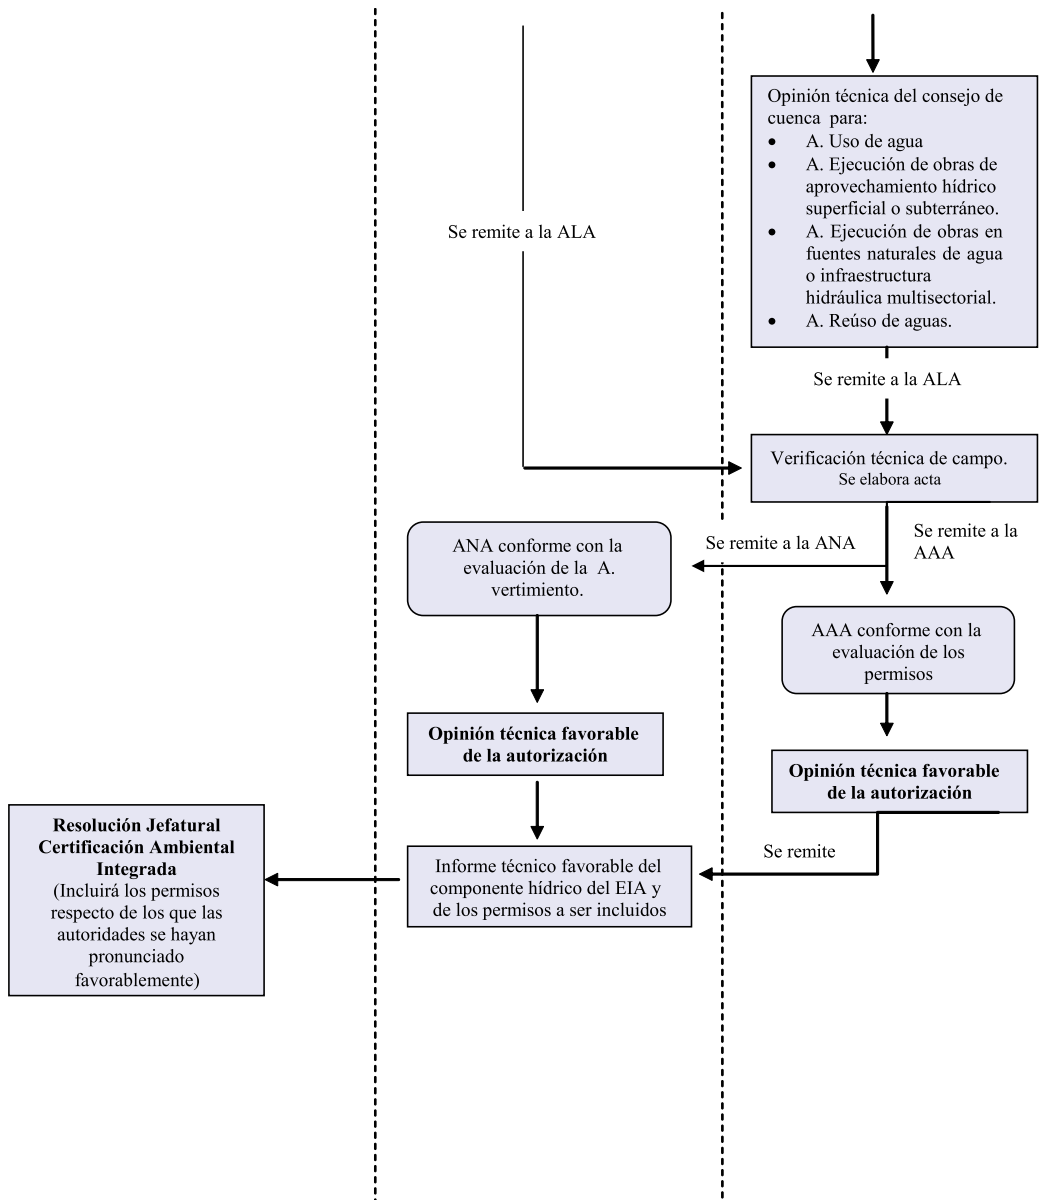 Opinión técnica del consejo de
cuenca para:
• A. Uso de agua
• A. Ejecución de obras de
aprovechamiento hídrico
superficial o subterráneo.
• A. Ejecución de obras en
fuentes naturales de agua
o infraestructura
hidráulica multisectorial.
• A. Reúso de aguas.
Se remite a la ALA
Se remite a la ALA
Verificación técnica de campo.
Se elabora acta
Se remite a la ANA
Se remite a la
AAA
ANA conforme con la
evaluación de la A.
vertimiento.
AAA conforme con la
evaluación de los
permisos
Opinión técnica favorable
de la autorización
Opinión técnica favorable
de la autorización
Se remite
Informe técnico favorable del
componente hídrico del EIA y
de los permisos a ser incluidos
Resolución Jefatural
Certificación Ambiental
Integrada
(Incluirá los permisos
respecto de los que las
autoridades se hayan
pronunciado
favorablemente)